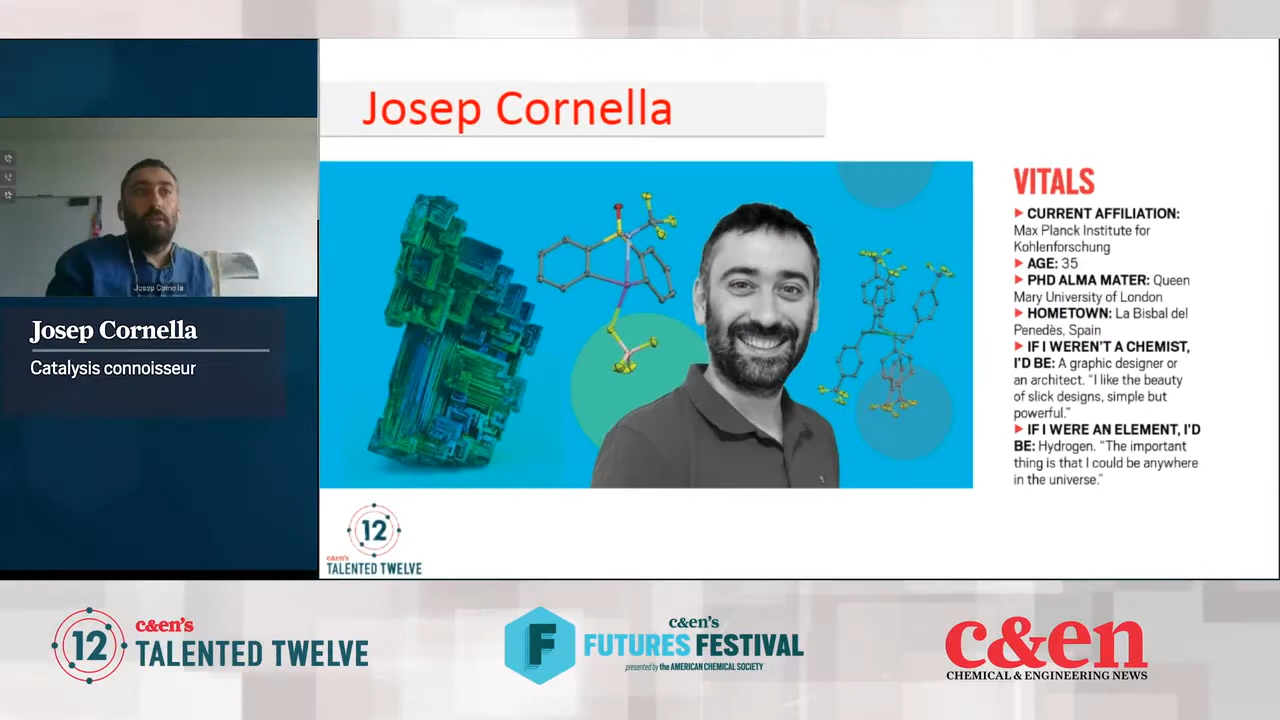 Josep Cornella
Josep Cornella
Josep Cornella
Catalysis connoisseur
VITALS
CURRENT AFFILIATION:
Max Planck Institute for
Kohlenforschung
AGE: 35
PHD ALMA MATER: Queen
Mary University of London
HOMETOWN: La Bisbal del
Penedès, Spain
IF I WEREN'T A CHEMIST,
I'D BE: A graphic designer or
an architect. "I like the beauty
of slick designs, simple but
powerful."
IF I WERE AN ELEMENT, I'D
BE: Hydrogen. "The important
thing is that I could be anywhere
in the universe."
12
c&en's
TALENTED TWELVE
12
c&en's
TALENTED TWELVE
F
c&en's
FUTURES FESTIVAL
presented by the AMERICAN CHEMICAL SOCIETY
c&en
CHEMICAL & ENGINEERING NEWS